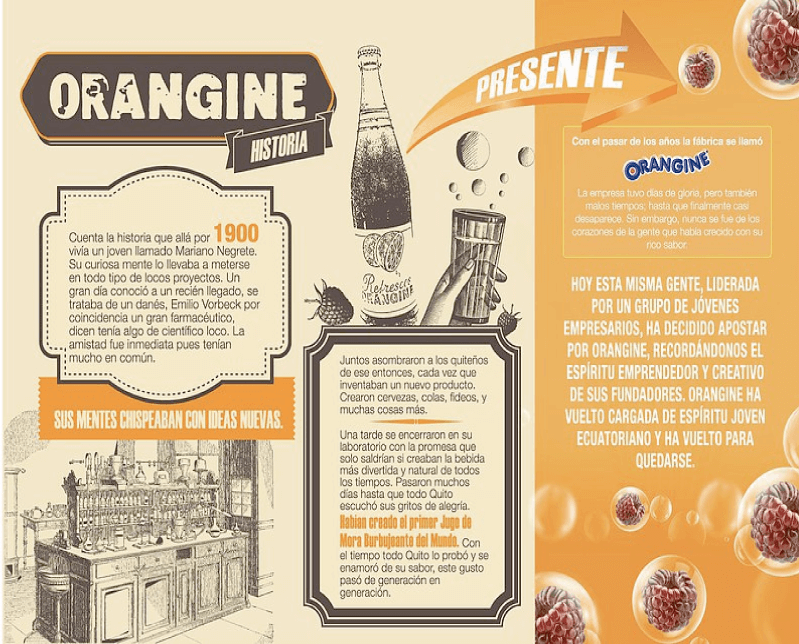 ORANGINE
HISTORIA
Cuenta la historia que allá por 1900
vivía un joven llamado Mariano Negrete.
Su curiosa mente lo llevaba a meterse
en todo tipo de locos proyectos. Un
gran día conoció a un recién llegado, se
trataba de un danés, Emilio Vorbeck por
coincidencia un gran farmacéutico,
dicen tenía algo de científico loco. La
amistad fue inmediata pues tenían
mucho en común.
SUS MENTES CHISPEABAN CON IDEAS NUEVAS.
Refrescos
ORANGINE
Juntos asombraron a los quiteños
de ese entonces, cada vez que
inventaban un nuevo producto.
Crearon cervezas, colas, fideos, y
muchas cosas más.
Una tarde se encerraron en su
laboratorio con la promesa que
solo saldrían si creaban la bebida
más divertida y natural de todos
los tiempos. Pasaron muchos
días hasta que todo Quito
escuchó sus gritos de alegría.
Habían creado el primer Jugo de
Mora Burbujeante del Mundo. Con
el tiempo todo Quito lo probó y se
enamoró de su sabor, este gusto
pasó de generación en
generación.
PRESENTE
Con el pasar de los años la fábrica se llamó
ORANGINE
La empresa tuvo días de gloria, pero también
malos tiempos; hasta que finalmente casi
desaparece. Sin embargo, nunca se fue de los
corazones de la gente que había crecido con su
rico sabor.
HOY ESTA MISMA GENTE, LIDERADA
POR UN GRUPO DE JÓVENES
EMPRESARIOS, HA DECIDIDO APOSTAR
POR ORANGINE, RECORDÁNDONOS EL
ESPÍRITU EMPRENDEDOR Y CREATIVO
DE SUS FUNDADORES. ORANGINE HA
VUELTO CARGADA DE ESPÍRITU JOVEN
ECUATORIANO Y HA VUELTO PARA
QUEDARSE.